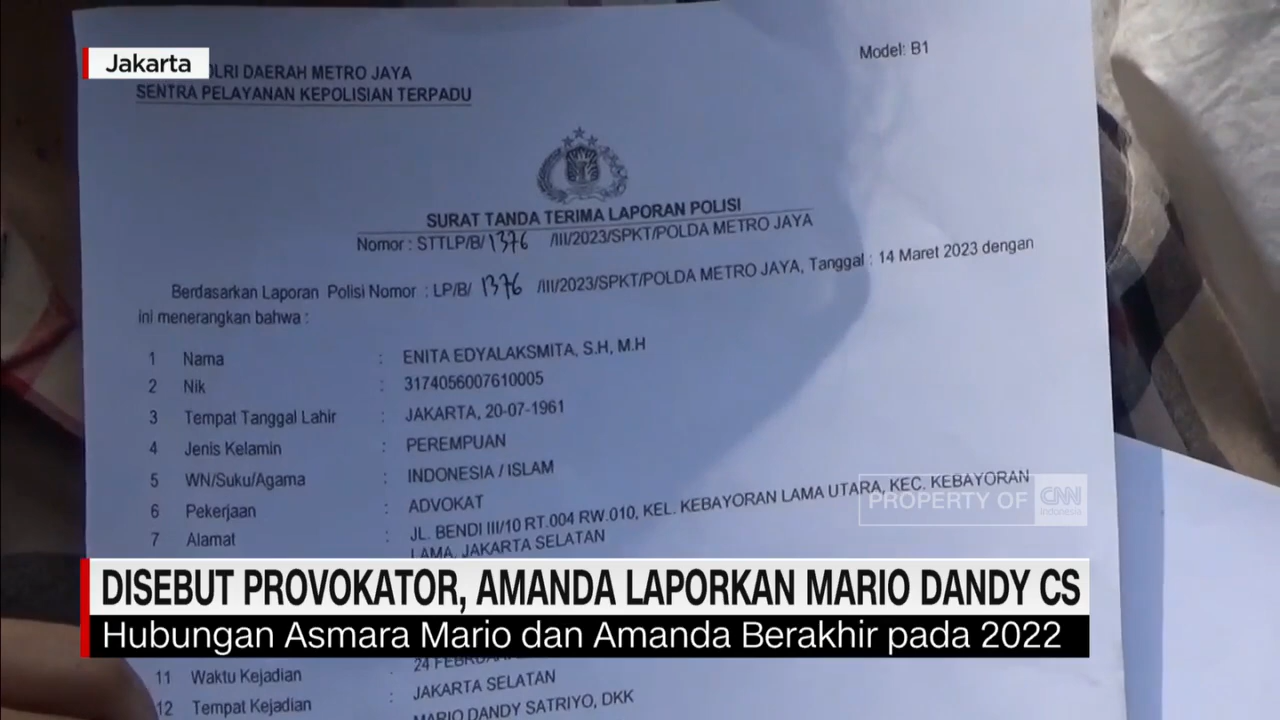 Jakarta
Model: B1
OLRI DAERAH METRO JAYA
SENTRA PELAYANAN KEPOLISIAN TERPADU
SURAT TANDA TERIMA LAPORAN POLISI
Nomor : STTLP/B/ 1376 /III/2023/SPKT/POLDA METRO JAYA
Berdasarkan Laporan Polisi Nomor : LP/B/ 1376 /III/2023/SPKT/POLDA METRO JAYA, Tanggal : 14 Maret 2023 dengan
ini menerangkan bahwa :
1 Nama : ENITA EDYALAKSMITA, S.H, M.H
2 Nik : 3174056007610005
3 Tempat Tanggal Lahir : JAKARTA, 20-07-1961
4 Jenis Kelamin : PEREMPUAN
5 WN/Suku/Agama : INDONESIA / ISLAM
6 Pekerjaan : ADVOKAT
7 Alamat : JL. BENDI III/10 RT.004 RW.010, KEL. KEBAYORAN LAMA UTARA, KEC. KEBAYORAN
LAMA, JAKARTA SELATAN
PROPERTY OF CNN Indonesia
DISEBUT PROVOKATOR, AMANDA LAPORKAN MARIO DANDY CS
Hubungan Asmara Mario dan Amanda Berakhir pada 2022
11 Waktu Kejadian : 24
12 Tempat Kejadian : JAKARTA SELATAN
MARIO DANDY SATRIYO, DKK